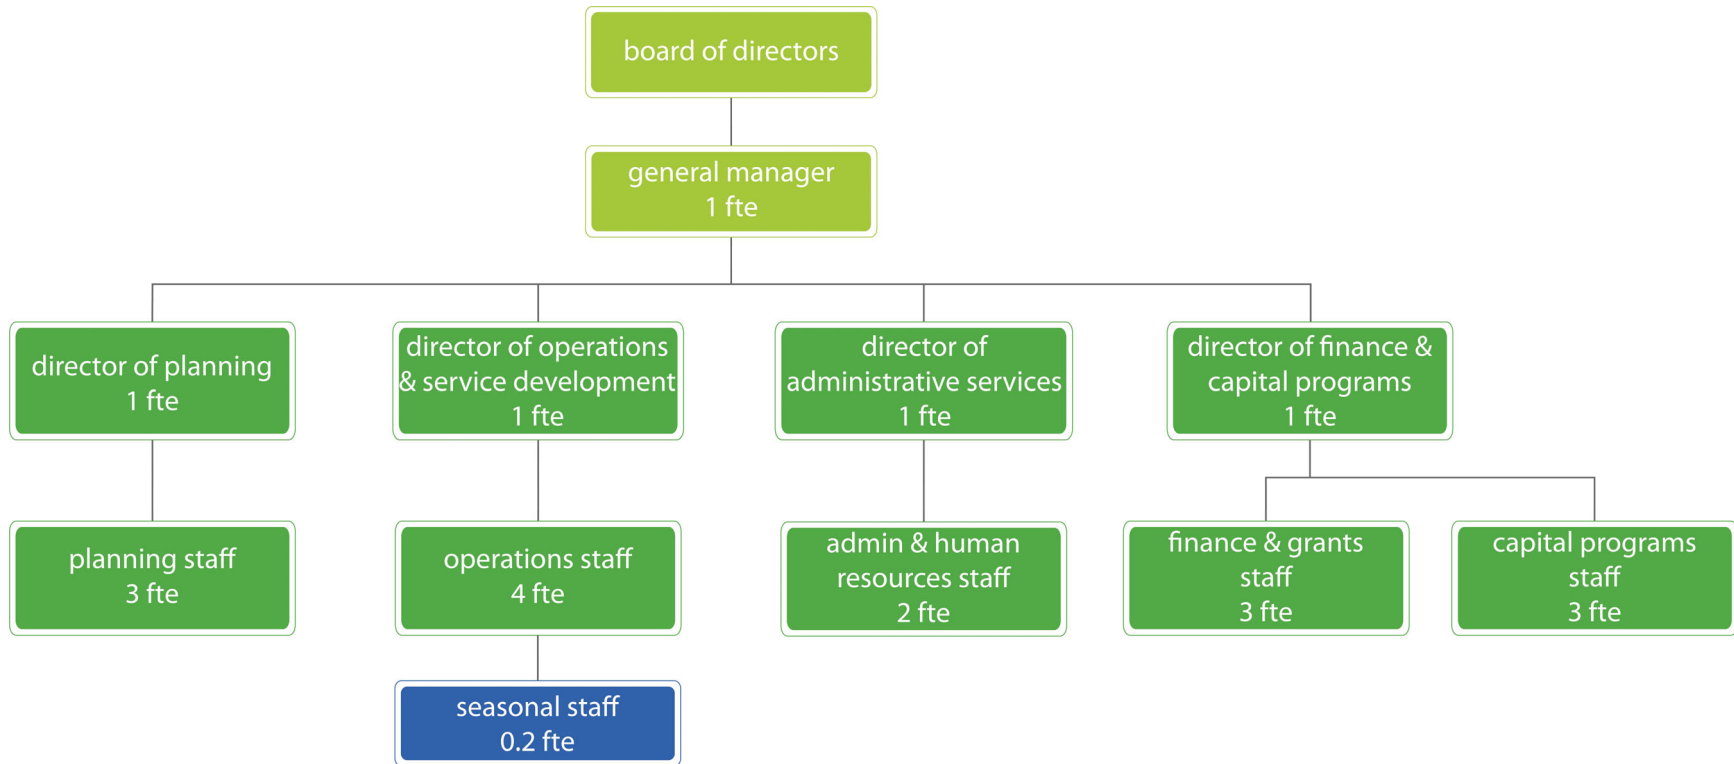 board of directors
general manager
1 fte
director of planning
1 fte
director of operations
& service development
1 fte
director of
administrative services
1 fte
director of finance &
capital programs
1 fte
planning staff
3 fte
operations staff
4 fte
admin & human
resources staff
2 fte
finance & grants
staff
3 fte
capital programs
staff
3 fte
seasonal staff
0.2 fte